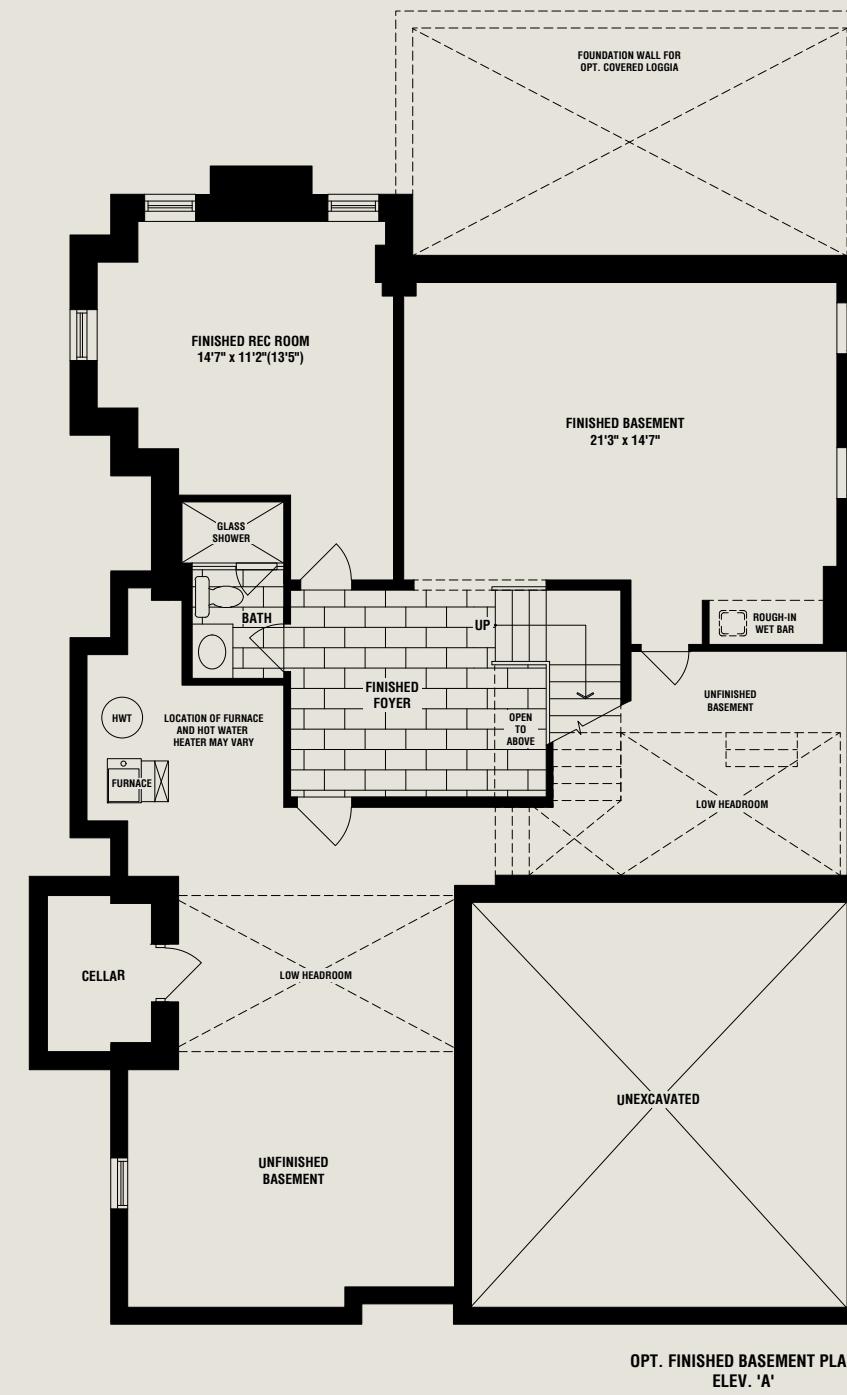 FOUNDATION WALL FOR
OPT. COVERED LOGGIA
FINISHED REC ROOM
14'7" x 11'2"(13'5")
FINISHED BASEMENT
21'3" x 14'7"
GLASS
SHOWER
BATH
UP
ROUGH-IN
WET BAR
FINISHED
FOYER
UNFINISHED
BASEMENT
HWT
LOCATION OF FURNACE
AND HOT WATER
HEATER MAY VARY
OPEN
TO
ABOVE
FURNACE
LOW HEADROOM
CELLAR
LOW HEADROOM
UNEXCAVATED
UNFINISHED
BASEMENT
OPT. FINISHED BASEMENT PLA
ELEV. 'A'